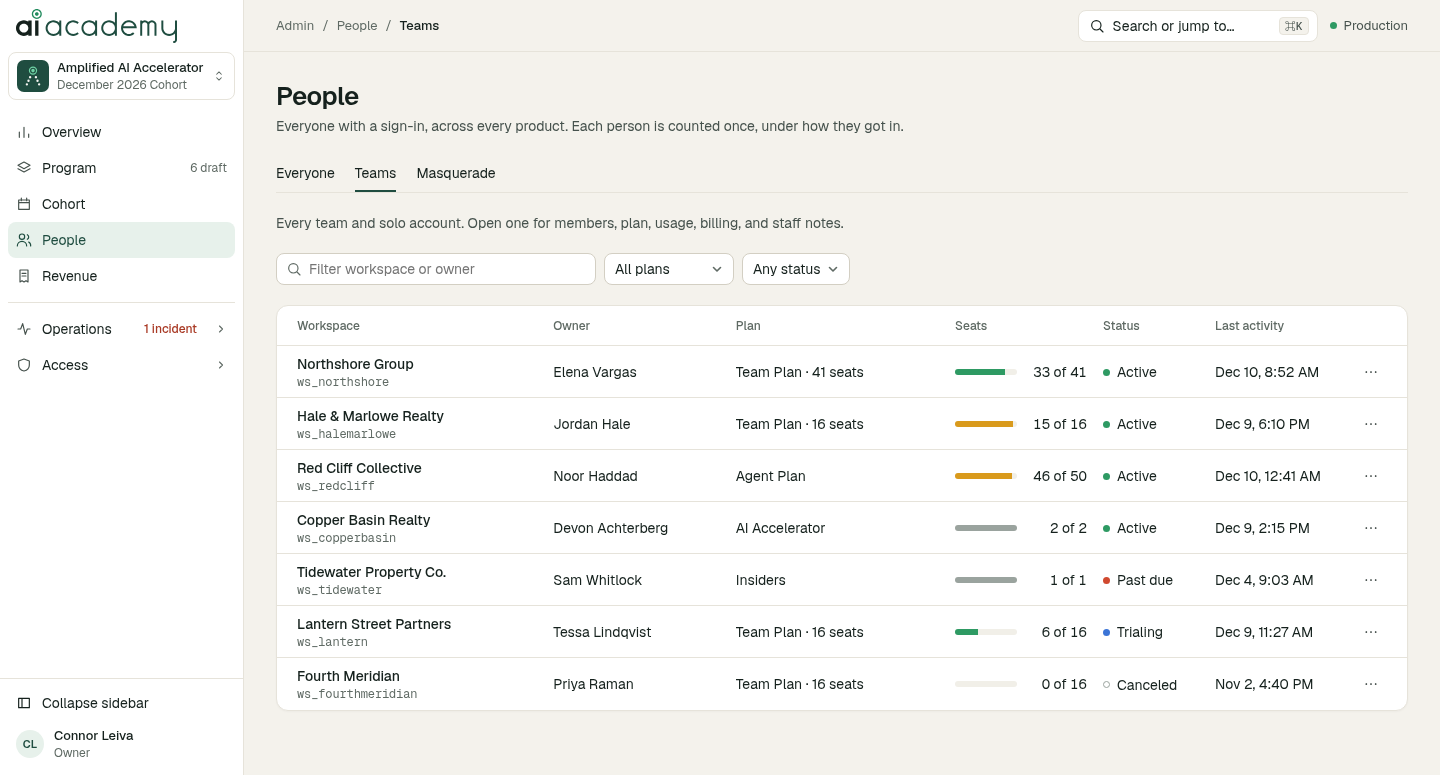 ai academy
Amplified AI Accelerator
December 2026 Cohort
Overview
Program 6 draft
Cohort
People
Revenue
Operations 1 incident
Access
Collapse sidebar
CL
Connor Leiva
Owner
Admin / People / Teams
Search or jump to… ⌘K
Production
People
Everyone with a sign-in, across every product. Each person is counted once, under how they got in.
Everyone Teams Masquerade
Every team and solo account. Open one for members, plan, usage, billing, and staff notes.
Filter workspace or owner All plans Any status
Workspace Owner Plan Seats Status Last activity
Northshore Group Elena Vargas Team Plan · 41 seats 33 of 41 Active Dec 10, 8:52 AM ···
ws_northshore
Hale & Marlowe Realty Jordan Hale Team Plan · 16 seats 15 of 16 Active Dec 9, 6:10 PM ···
ws_halemarlowe
Red Cliff Collective Noor Haddad Agent Plan 46 of 50 Active Dec 10, 12:41 AM ···
ws_redcliff
Copper Basin Realty Devon Achterberg AI Accelerator 2 of 2 Active Dec 9, 2:15 PM ···
ws_copperbasin
Tidewater Property Co. Sam Whitlock Insiders 1 of 1 Past due Dec 4, 9:03 AM ···
ws_tidewater
Lantern Street Partners Tessa Lindqvist Team Plan · 16 seats 6 of 16 Trialing Dec 9, 11:27 AM ···
ws_lantern
Fourth Meridian Priya Raman Team Plan · 16 seats 0 of 16 Canceled Nov 2, 4:40 PM ···
ws_fourthmeridian